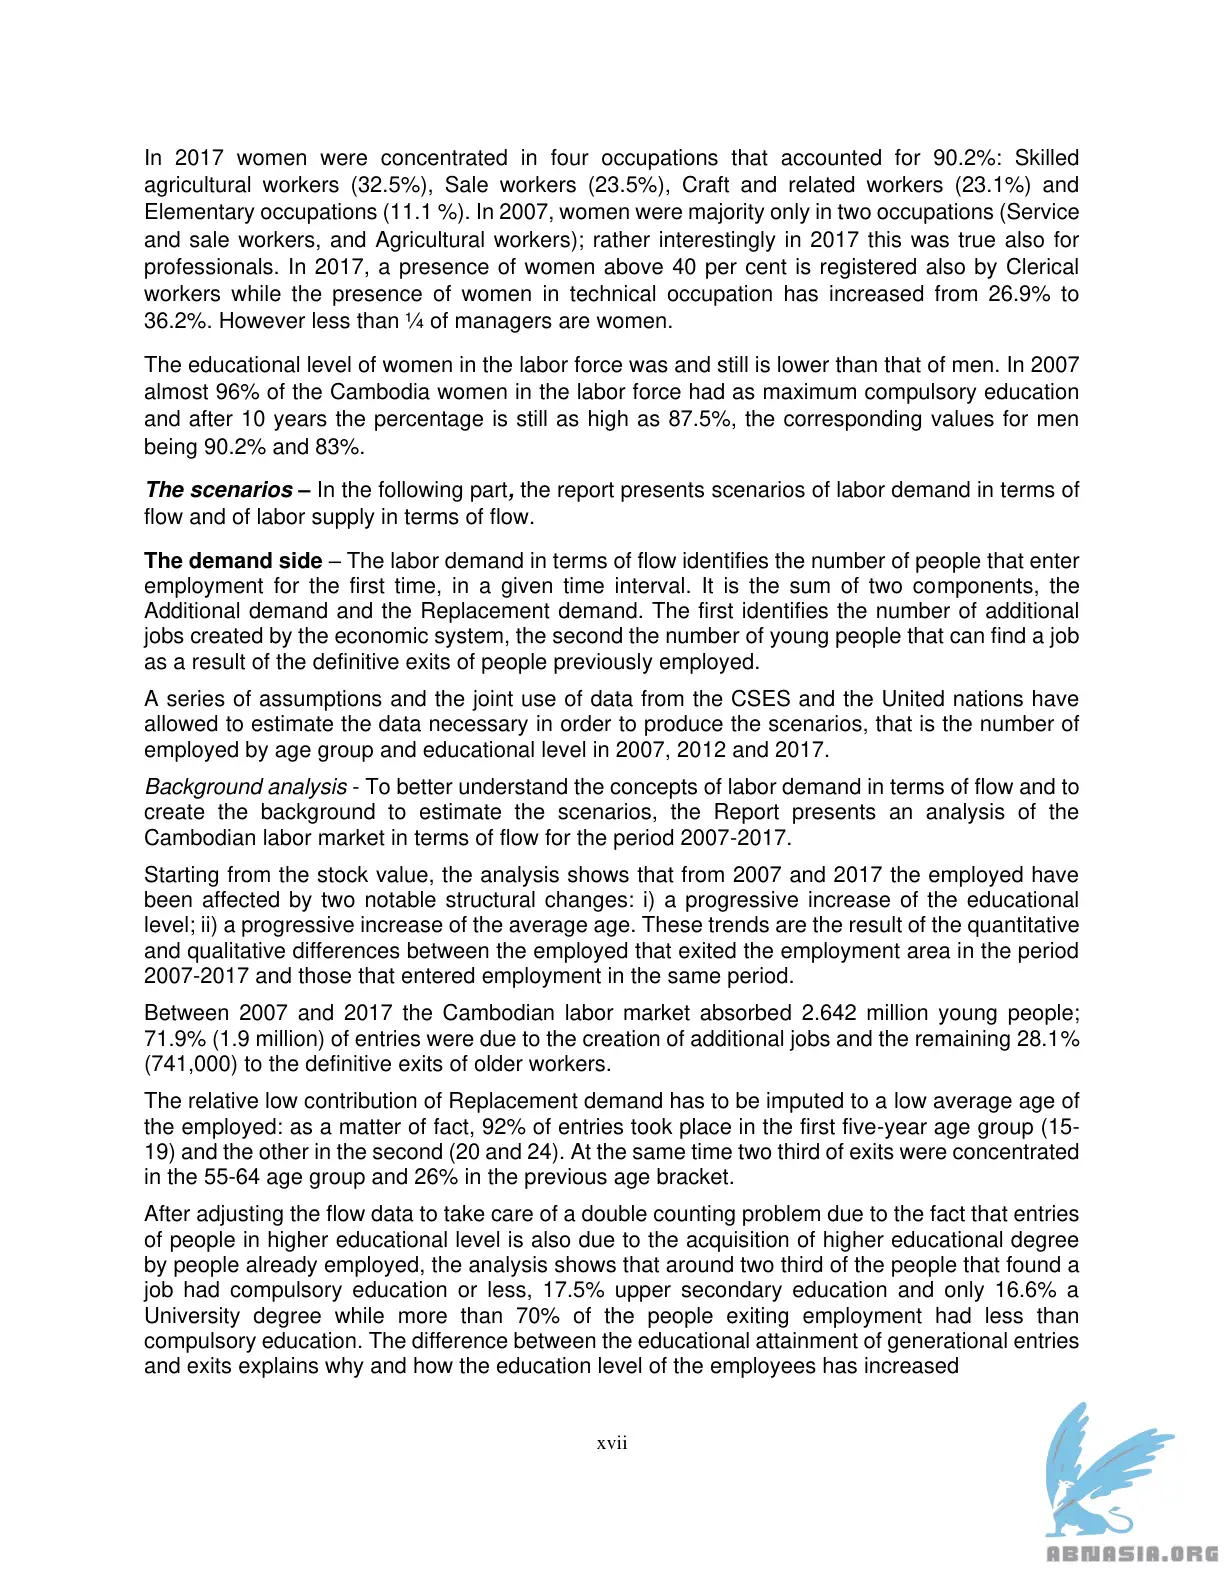 In 2017 women were concentrated in four occupations that accounted for 90.2%: Skilled
agricultural workers (32.5%), Sale workers (23.5%), Craft and related workers (23.1%) and
Elementary occupations (11.1 %). In 2007, women were majority only in two occupations (Service
and sale workers, and Agricultural workers); rather interestingly in 2017 this was true also for
professionals. In 2017, a presence of women above 40 per cent is registered also by Clerical
workers while the presence of women in technical occupation has increased from 26.9% to
36.2%. However less than ¼ of managers are women.
The educational level of women in the labor force was and still is lower than that of men. In 2007
almost 96% of the Cambodia women in the labor force had as maximum compulsory education
and after 10 years the percentage is still as high as 87.5%, the corresponding values for men
being 90.2% and 83%.
The scenarios – In the following part, the report presents scenarios of labor demand in terms of
flow and of labor supply in terms of flow.
The demand side – The labor demand in terms of flow identifies the number of people that enter
employment for the first time, in a given time interval. It is the sum of two components, the
Additional demand and the Replacement demand. The first identifies the number of additional
jobs created by the economic system, the second the number of young people that can find a job
as a result of the definitive exits of people previously employed.
A series of assumptions and the joint use of data from the CSES and the United nations have
allowed to estimate the data necessary in order to produce the scenarios, that is the number of
employed by age group and educational level in 2007, 2012 and 2017.
Background analysis - To better understand the concepts of labor demand in terms of flow and to
create the background to estimate the scenarios, the Report presents an analysis of the
Cambodian labor market in terms of flow for the period 2007-2017.
Starting from the stock value, the analysis shows that from 2007 and 2017 the employed have
been affected by two notable structural changes: i) a progressive increase of the educational
level; ii) a progressive increase of the average age. These trends are the result of the quantitative
and qualitative differences between the employed that exited the employment area in the period
2007-2017 and those that entered employment in the same period.
Between 2007 and 2017 the Cambodian labor market absorbed 2.642 million young people;
71.9% (1.9 million) of entries were due to the creation of additional jobs and the remaining 28.1%
(741,000) to the definitive exits of older workers.
The relative low contribution of Replacement demand has to be imputed to a low average age of
the employed: as a matter of fact, 92% of entries took place in the first five-year age group (15-
19) and the other in the second (20 and 24). At the same time two third of exits were concentrated
in the 55-64 age group and 26% in the previous age bracket.
After adjusting the flow data to take care of a double counting problem due to the fact that entries
of people in higher educational level is also due to the acquisition of higher educational degree
by people already employed, the analysis shows that around two third of the people that found a
job had compulsory education or less, 17.5% upper secondary education and only 16.6% a
University degree while more than 70% of the people exiting employment had less than
compulsory education. The difference between the educational attainment of generational entries
and exits explains why and how the education level of the employees has increased
xvii
ABNASIA.ORG